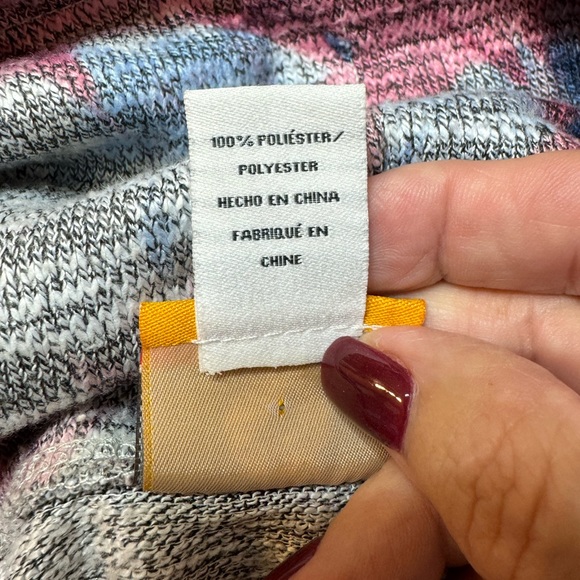 100% POLIÉSTER/
POLYESTER
HECHO EN CHINA
FABRIQUÉ EN
CHINE